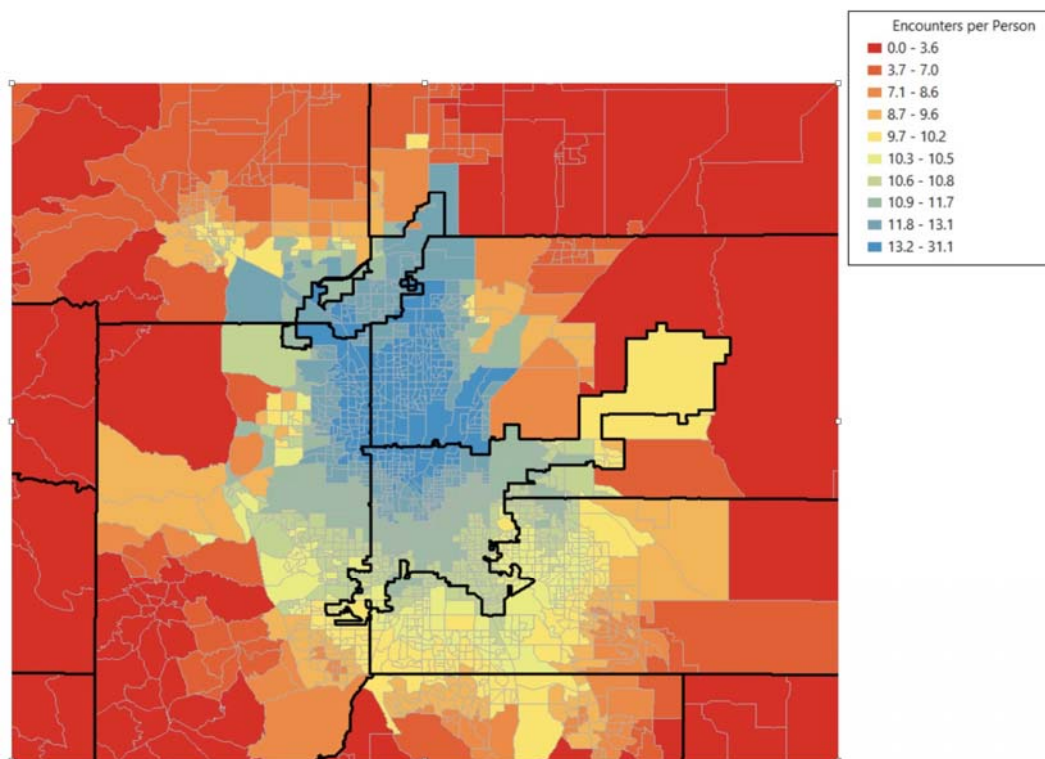 Encounters per Person
0.0 - 3.6
3.7 - 7.0
7.1 - 8.6
8.7 - 9.6
9.7 - 10.2
10.3 - 10.5
10.6 - 10.8
10.9 - 11.7
11.8 - 13.1
13.2 - 31.1